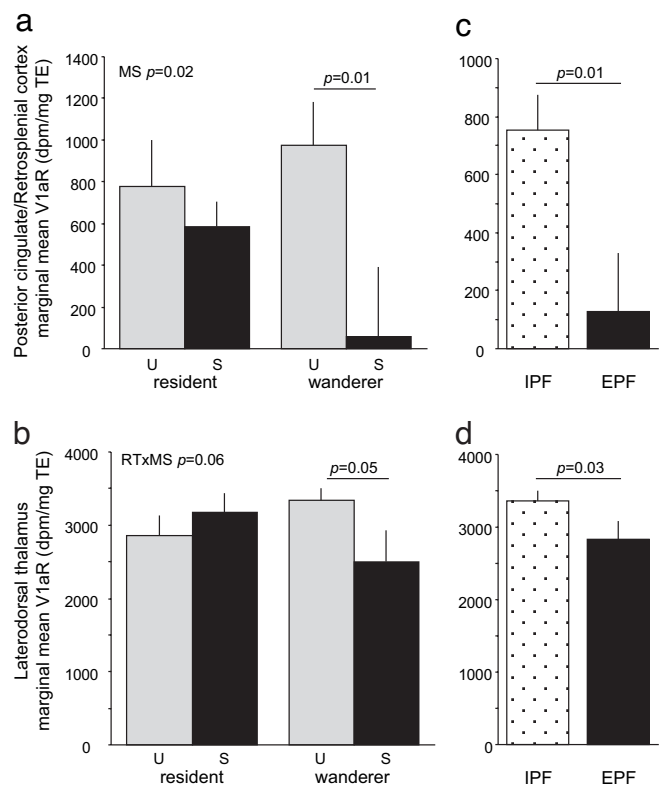 a
Posterior cingulate/Retrosplenial cortex
marginal mean V1aR (dpm/mg TE)
1400
1200
1000
800
600
400
200
0
MS p=0.02
p=0.01
U S U S
resident wanderer
c
1000
800
600
400
200
0
p=0.01
IPF EPF
b
Laterodorsal thalamus
marginal mean V1aR (dpm/mg TE)
4000
3000
2000
1000
0
RTxMS p=0.06
p=0.05
U S U S
resident wanderer
d
4000
3000
2000
1000
0
p=0.03
IPF EPF